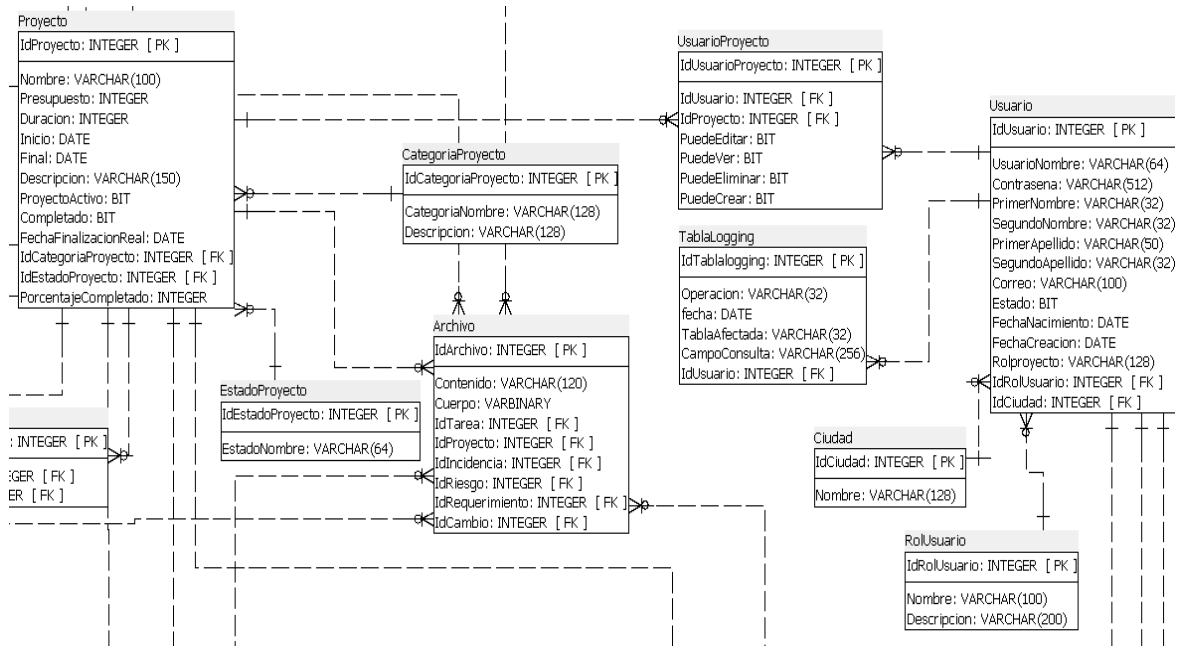 Proyecto
IdProyecto: INTEGER [ PK ]
Nombre: VARCHAR(100)
Presupuesto: INTEGER
Duracion: INTEGER
Inicio: DATE
Final: DATE
Descripcion: VARCHAR(150)
ProyectoActivo: BIT
Completado: BIT
FechaFinalizacionReal: DATE
IdCategoriaProyecto: INTEGER [ FK ]
IdEstadoProyecto: INTEGER [ FK ]
PorcentajeCompletado: INTEGER
UsuarioProyecto
IdUsuarioProyecto: INTEGER [ PK ]
IdUsuario: INTEGER [ FK ]
IdProyecto: INTEGER [ FK ]
PuedeEditar: BIT
PuedeVer: BIT
PuedeEliminar: BIT
PuedeCrear: BIT
Usuario
IdUsuario: INTEGER [ PK ]
UsuarioNombre: VARCHAR(64)
Contrasena: VARCHAR(512)
PrimerNombre: VARCHAR(32)
SegundoNombre: VARCHAR(32)
PrimerApellido: VARCHAR(50)
SegundoApellido: VARCHAR(32)
Correo: VARCHAR(100)
Estado: BIT
FechaNacimiento: DATE
FechaCreacion: DATE
Rolproyecto: VARCHAR(128)
IdRolUsuario: INTEGER [ FK ]
IdCiudad: INTEGER [ FK ]
CategoriaProyecto
IdCategoriaProyecto: INTEGER [ PK ]
CategoriaNombre: VARCHAR(128)
Descripcion: VARCHAR(128)
TablaLogging
IdTablalogging: INTEGER [ PK ]
Operacion: VARCHAR(32)
fecha: DATE
TablaAfectada: VARCHAR(32)
CampoConsulta: VARCHAR(256)
IdUsuario: INTEGER [ FK ]
Archivo
IdArchivo: INTEGER [ PK ]
Contenido: VARCHAR(120)
Cuerpo: VARBINARY
IdTarea: INTEGER [ FK ]
IdProyecto: INTEGER [ FK ]
IdIncidencia: INTEGER [ FK ]
IdRiesgo: INTEGER [ FK ]
IdRequerimiento: INTEGER [ FK ]
IdCambio: INTEGER [ FK ]
EstadoProyecto
IdEstadoProyecto: INTEGER [ PK ]
EstadoNombre: VARCHAR(64)
: INTEGER [ PK ]
EGER [ FK ]
ER [ FK ]
Ciudad
IdCiudad: INTEGER [ PK ]
Nombre: VARCHAR(128)
RolUsuario
IdRolUsuario: INTEGER [ PK ]
Nombre: VARCHAR(100)
Descripcion: VARCHAR(200)